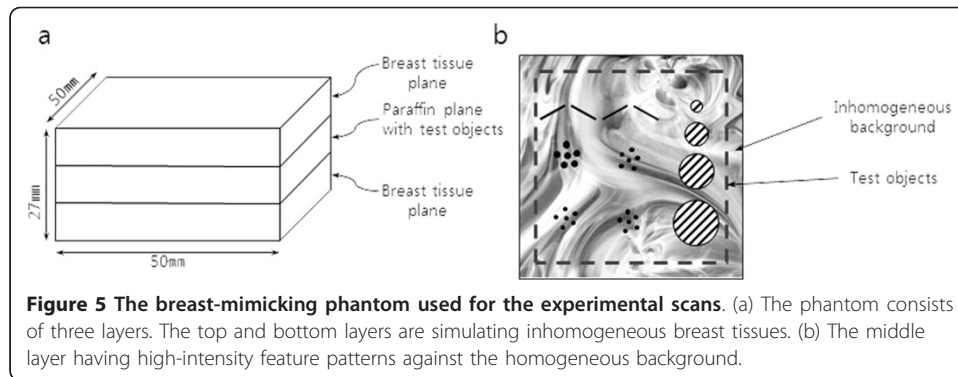 a
50mm
27mm
50mm
Breast tissue
plane
Paraffin plane
with test objects
Breast tissue
plane
b
Inhomogeneous
background
Test objects
Figure 5 The breast-mimicking phantom used for the experimental scans. (a) The phantom consists
of three layers. The top and bottom layers are simulating inhomogeneous breast tissues. (b) The middle
layer having high-intensity feature patterns against the homogeneous background.